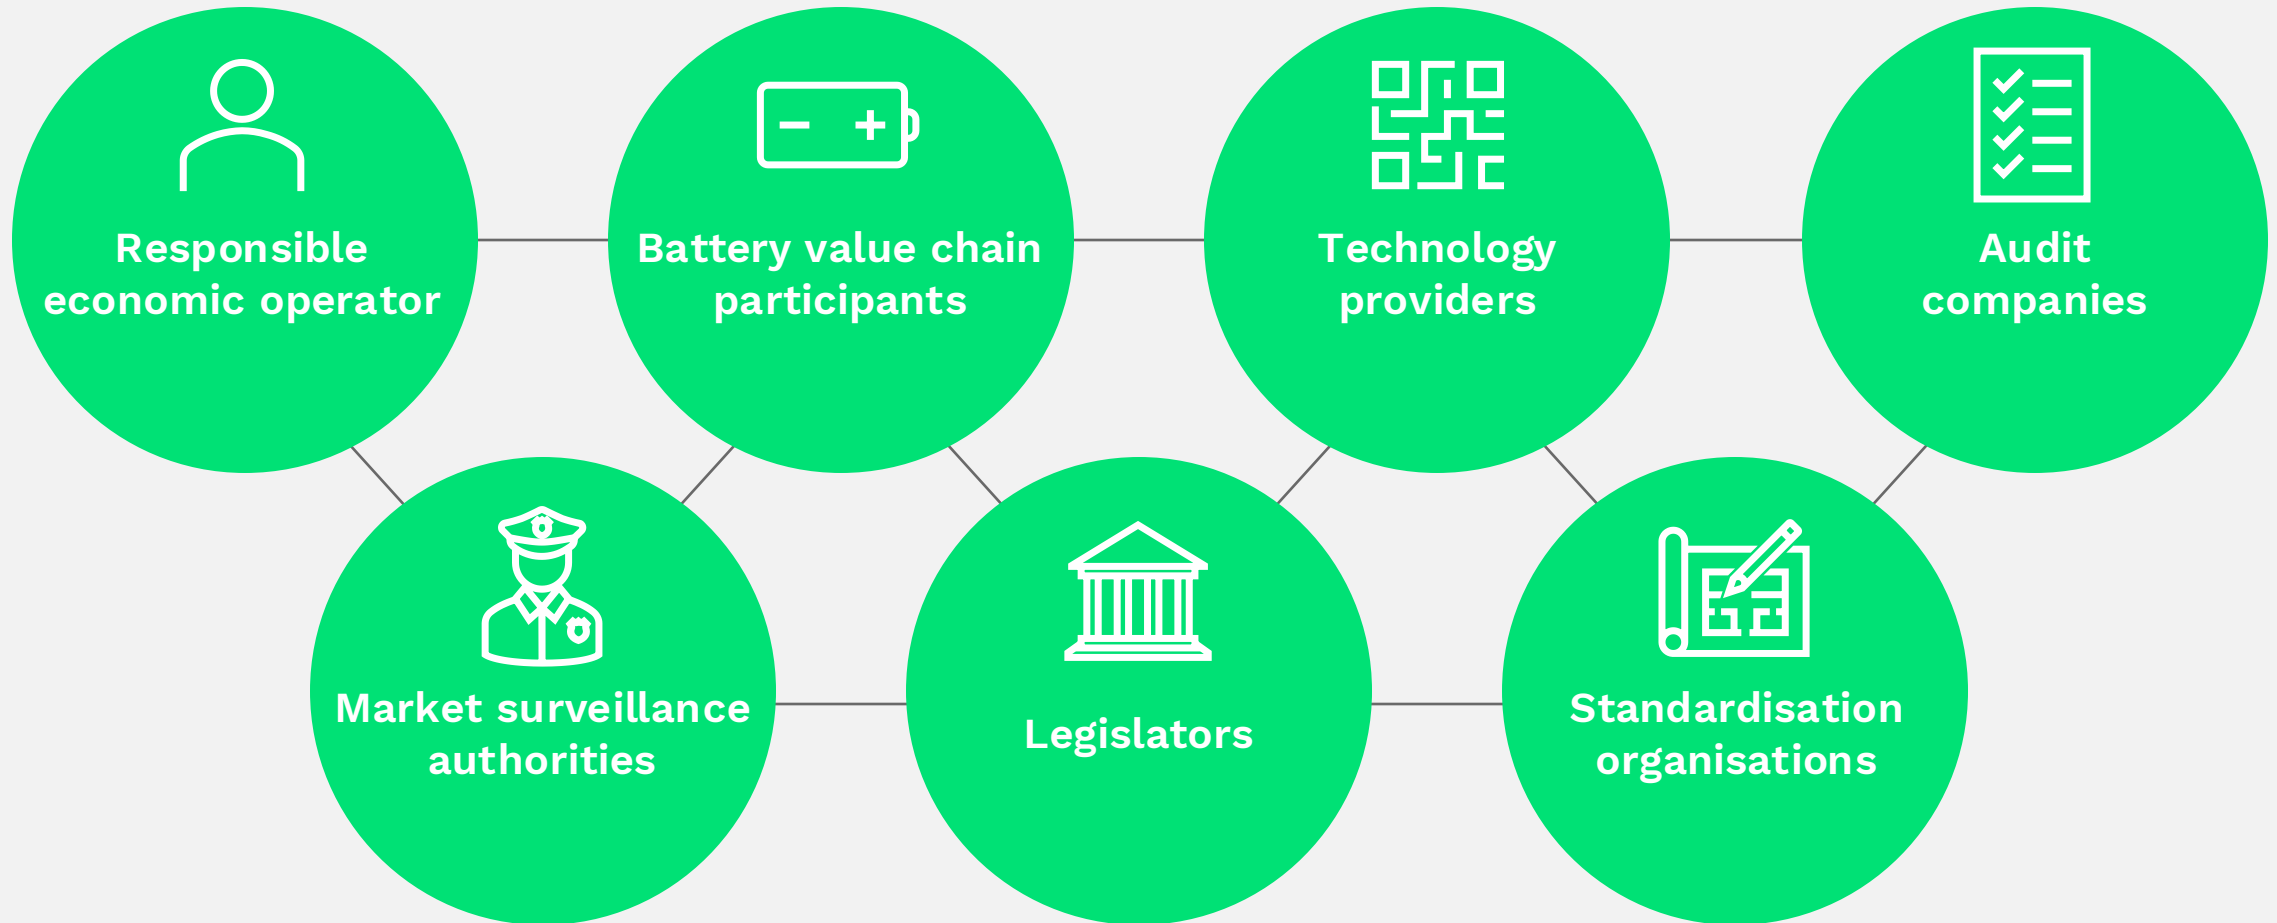 Responsible
economic operator
Battery value chain
participants
Technology
providers
Audit
companies
Market surveillance
authorities
Legislators
Standardisation
organisations